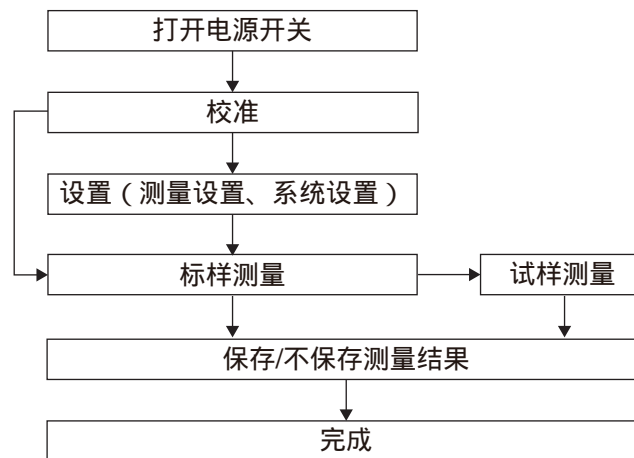 打开电源开关
校准
设置（测量设置、系统设置）
标样测量
试样测量
保存/不保存测量结果
完成